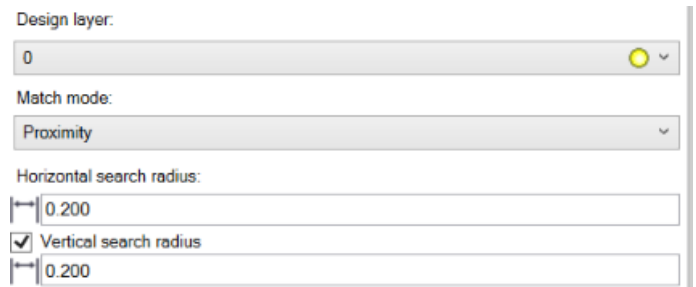 Design layer:
0
Match mode:
Proximity
Horizontal search radius:
0.200
Vertical search radius
0.200